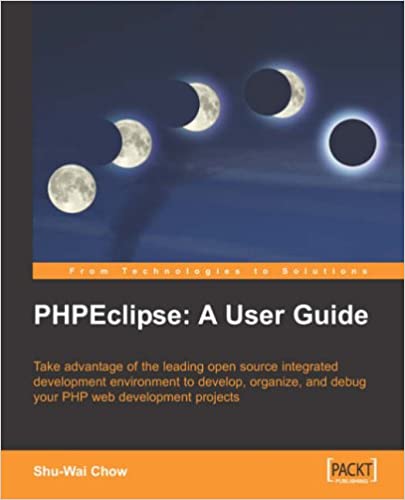 From Technologies to Solutions
PHPEclipse: A User Guide
Take advantage of the leading open source integrated
development environment to develop, organize, and debug
your PHP web development projects
Shu-Wai Chow
PACKT
PUBLISHING